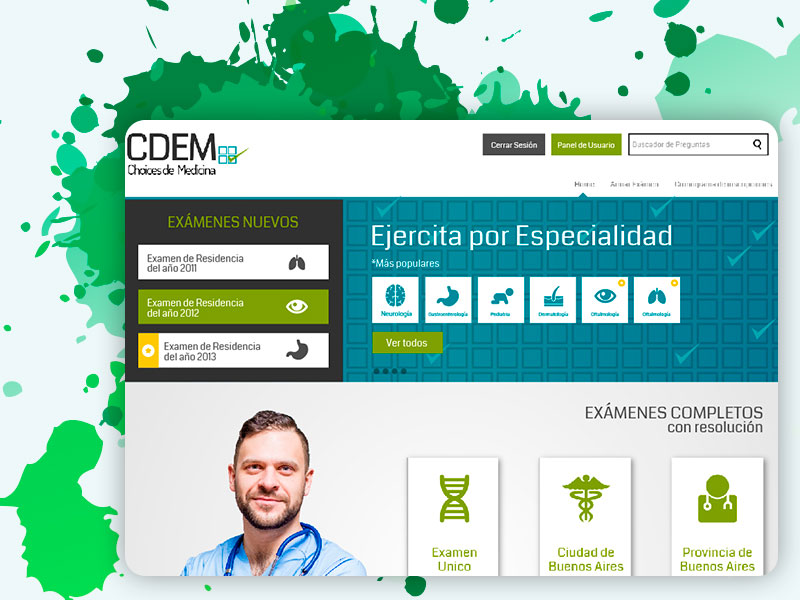 CDEM
Choices de Medicina
Cerrar Sesión
Panel de Usuario
Buscador de Preguntas
Home
EXÁMENES NUEVOS
Examen de Residencia
del año 2011
Examen de Residencia
del año 2012
Examen de Residencia
del año 2013
Ejercita por Especialidad
*Más populares
Neurología
Gastroenterología
Pediatria
Dermatología
Oftalmología
Oftalmología
Ver todos
EXÁMENES COMPLETOS
con resolución
Examen
Unico
Ciudad de
Buenos Aires
Provincia de
Buenos Aires